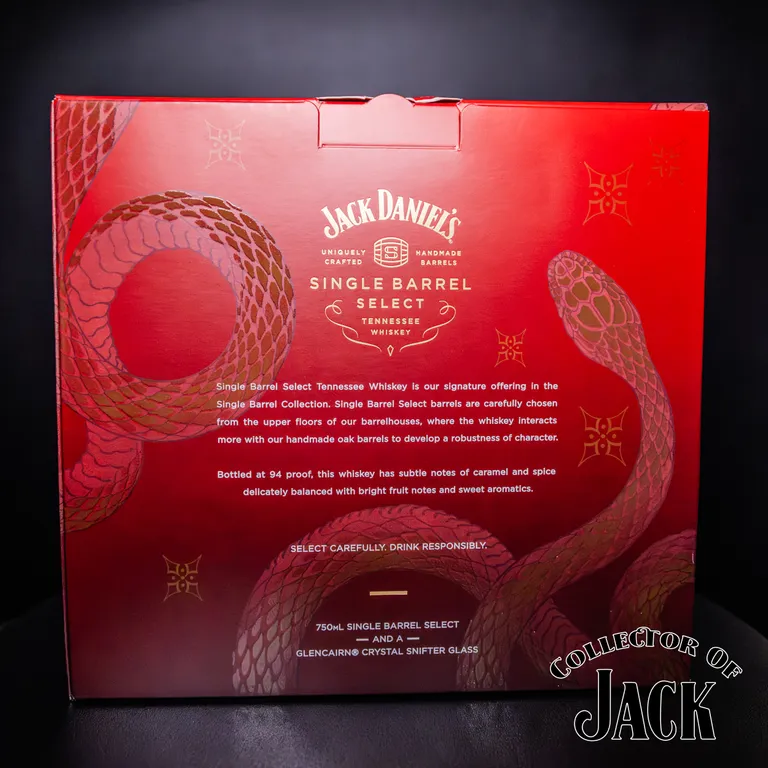 JACK DANIEL'S
UNIQUELY CRAFTED
S
HANDMADE BARRELS
SINGLE BARREL
SELECT
TENNESSEE
WHISKEY
Single Barrel Select Tennessee Whiskey is our signature offering in the
Single Barrel Collection. Single Barrel Select barrels are carefully chosen
from the upper floors of our barrelhouses, where the whiskey interacts
more with our handmade oak barrels to develop a robustness of character.
Bottled at 94 proof, this whiskey has subtle notes of caramel and spice
delicately balanced with bright fruit notes and sweet aromatics.
SELECT CAREFULLY. DRINK RESPONSIBLY.
750mL SINGLE BARREL SELECT
— AND A —
GLENCAIRN® CRYSTAL SNIFTER GLASS
COLLECTOR OF
JACK